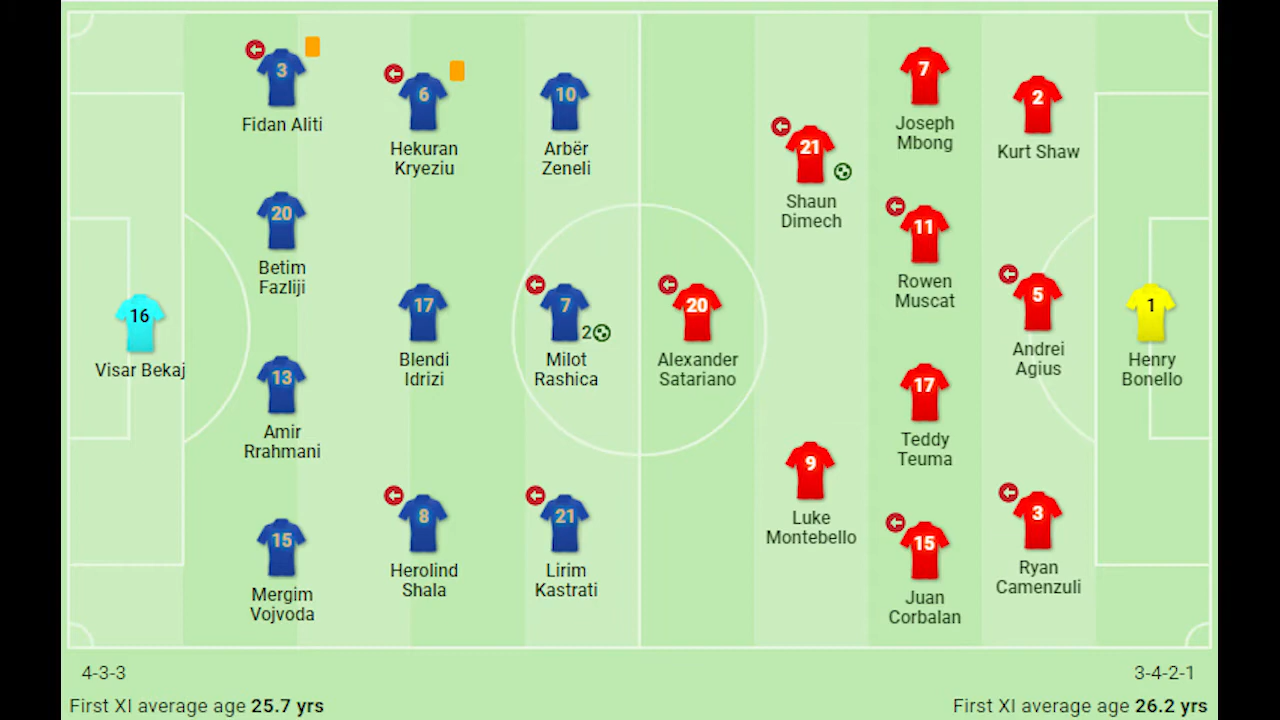 3
Fidan Aliti
20
Betim
Fazliji
16
Visar Bekaj
13
Amir
Rrahmani
15
Mergim
Vojvoda
6
Hekuran
Kryeziu
17
Blendi
Idrizi
8
Herolind
Shala
10
Arbër
Zeneli
7
2
Milot
Rashica
21
Lirim
Kastrati
20
Alexander
Satariano
21
Shaun
Dimech
9
Luke
Montebello
7
Joseph
Mbong
11
Rowen
Muscat
17
Teddy
Teuma
15
Juan
Corbalan
2
Kurt Shaw
5
Andrei
Agius
3
Ryan
Camenzuli
1
Henry
Bonello
4-3-3
3-4-2-1
First XI average age 25.7 yrs
First XI average age 26.2 yrs